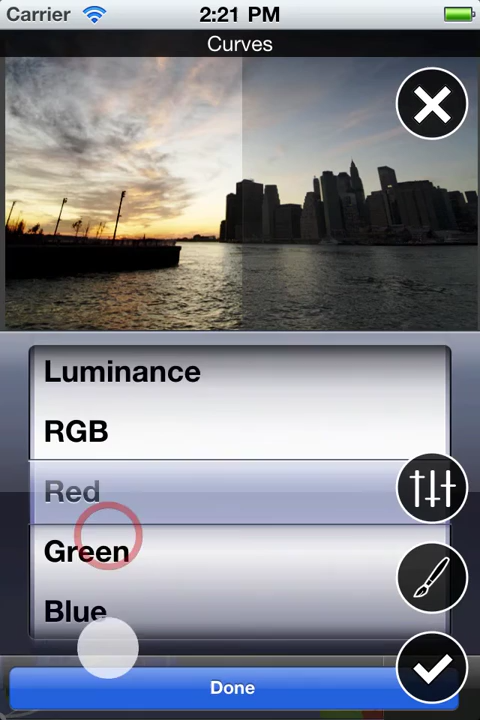 Carrier
2:21 PM
Curves
Luminance
RGB
Red
Green
Blue
Done